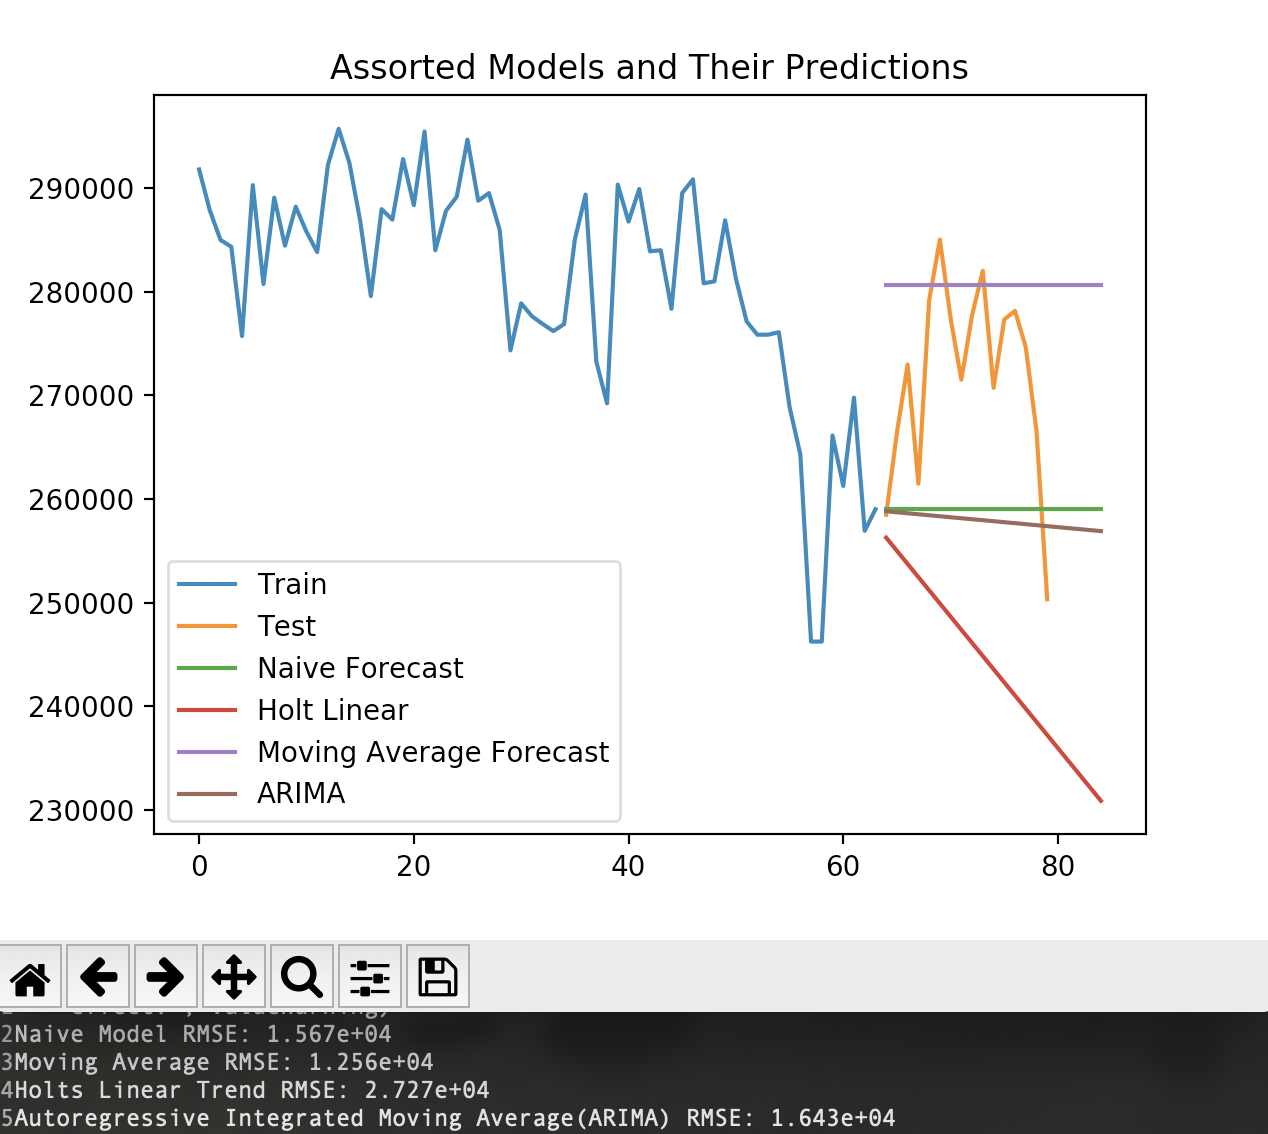 Assorted Models and Their Predictions
290000
280000
270000
260000
250000
240000
230000
Train
Test
Naive Forecast
Holt Linear
Moving Average Forecast
ARIMA
0 20 40 60 80
2Naive Model RMSE: 1.567e+04
3Moving Average RMSE: 1.256e+04
4Holts Linear Trend RMSE: 2.727e+04
5Autoregressive Integrated Moving Average(ARIMA) RMSE: 1.643e+04